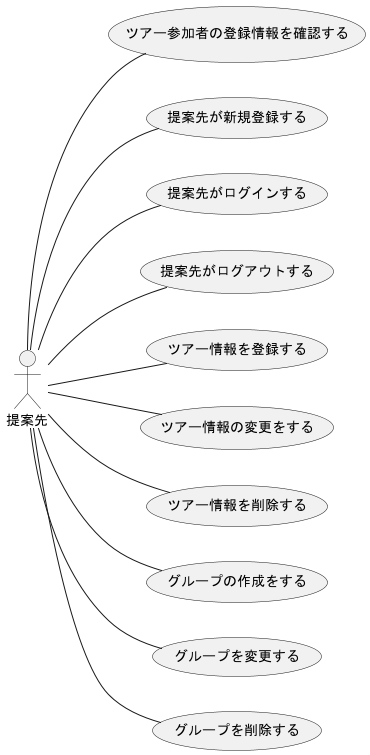 ツアー参加者の登録情報を確認する
提案先が新規登録する
提案先がログインする
提案先がログアウトする
ツアー情報を登録する
提案先
ツアー情報の変更をする
ツアー情報を削除する
グループの作成をする
グループを変更する
グループを削除する